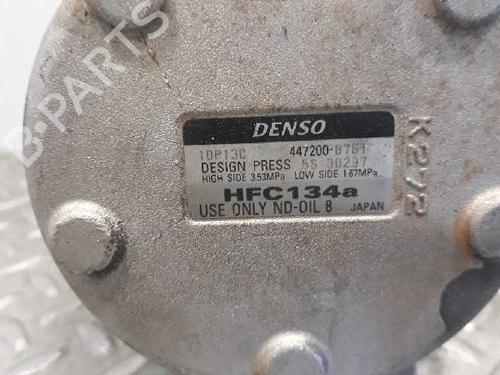 DENSO
10P13C 447200-8761
DESIGN PRESS SS 30297
HIGH SIDE 3.53MPa LOW SIDE 1.67MPa
HFC134a
USE ONLY ND-OIL 8 JAPAN
K272
B-PARTS